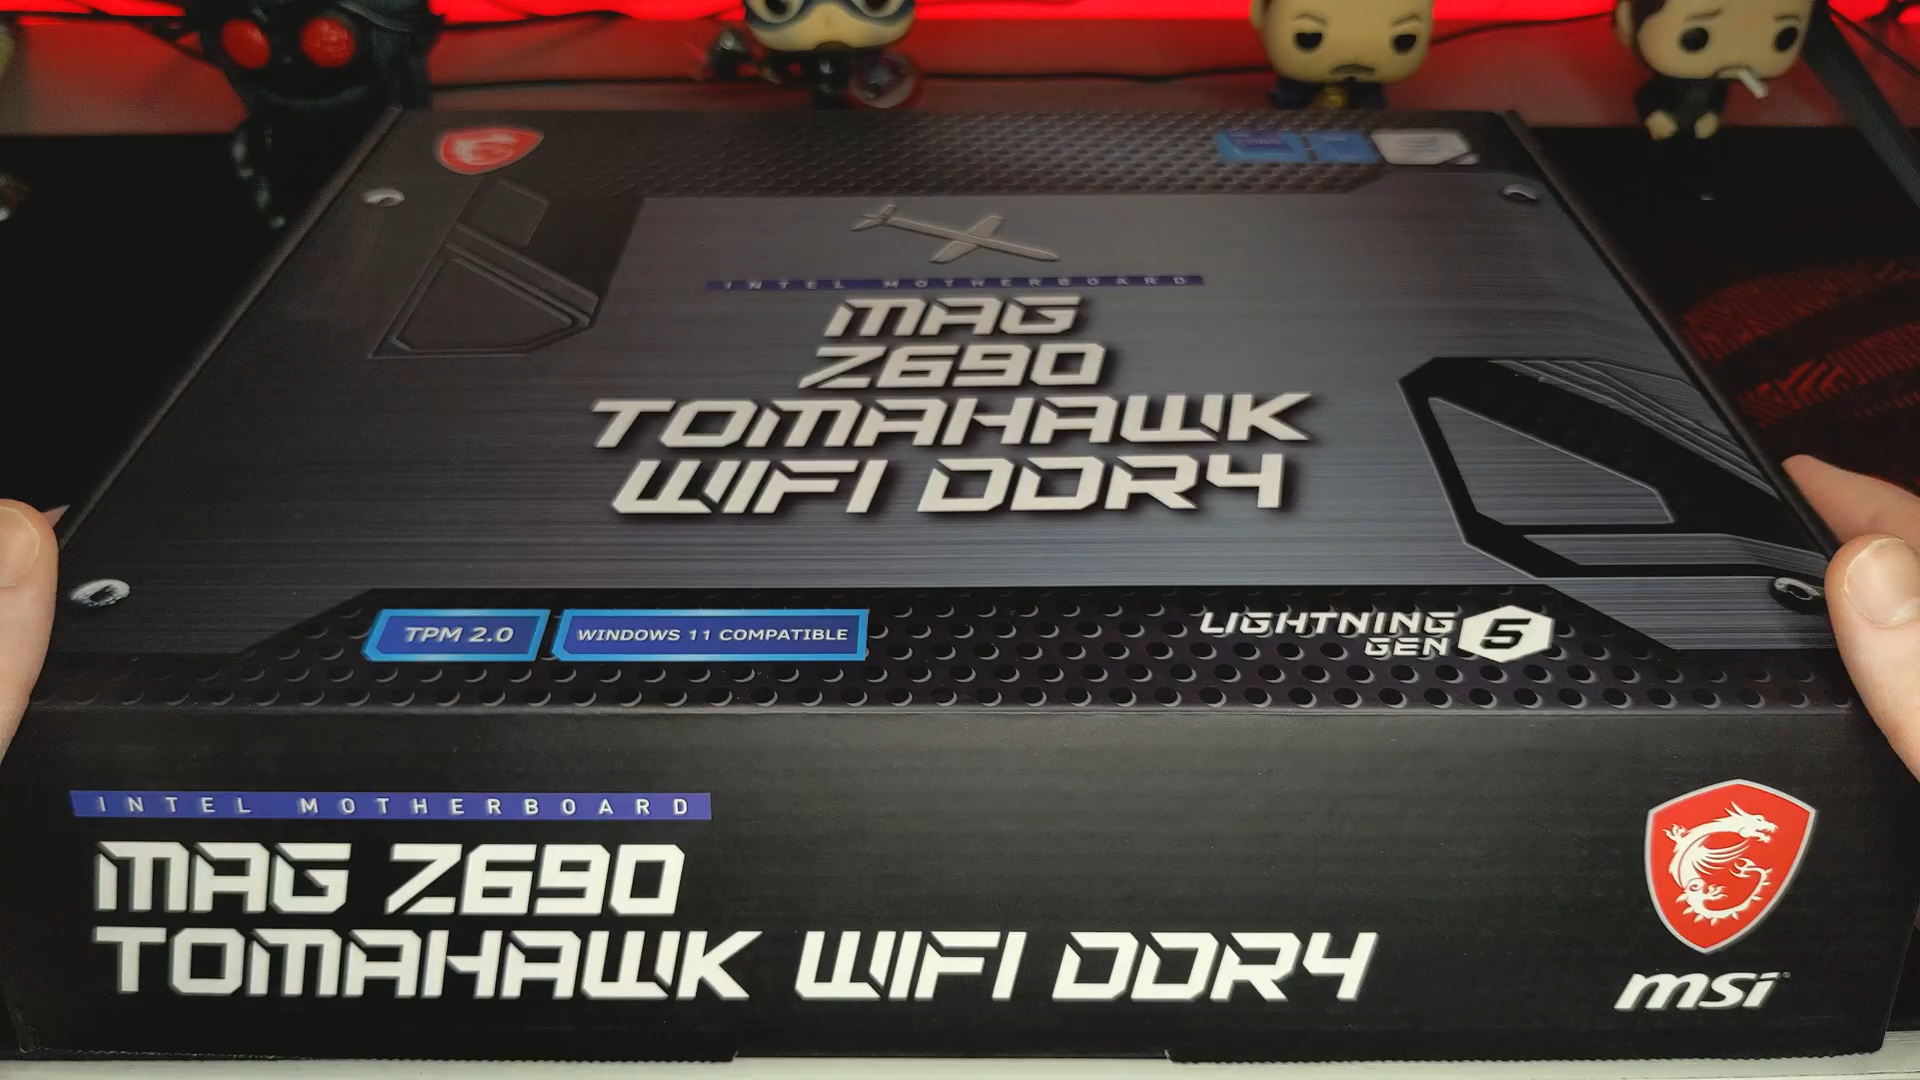 INTEL MOTHERBOARD
MAG
Z690
TOMAHAWK
WIFI DDR4
TPM 2.0
WINDOWS 11 COMPATIBLE
LIGHTNING
GEN 5
INTEL MOTHERBOARD
MAG Z690
TOMAHAWK WIFI DDR4
msi